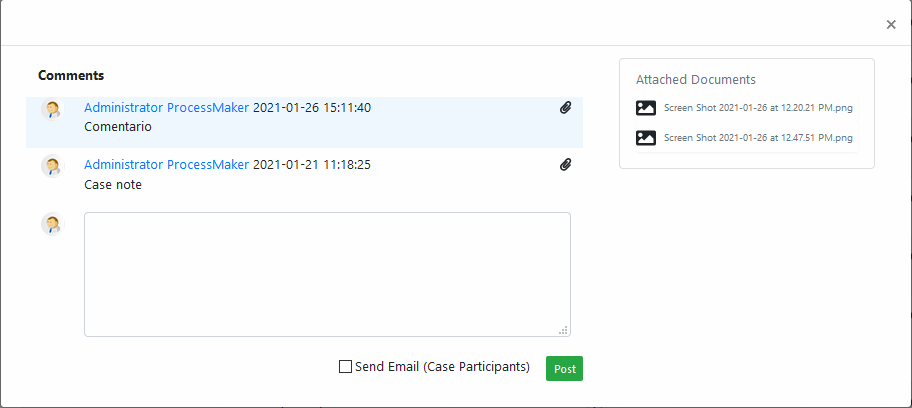 ×
Comments
Administrator ProcessMaker 2021-01-26 15:11:40
Comentario
Administrator ProcessMaker 2021-01-21 11:18:25
Case note
Send Email (Case Participants)
Post
Attached Documents
Screen Shot 2021-01-26 at 12.20.21 PM.png
Screen Shot 2021-01-26 at 12.47.51 PM.png